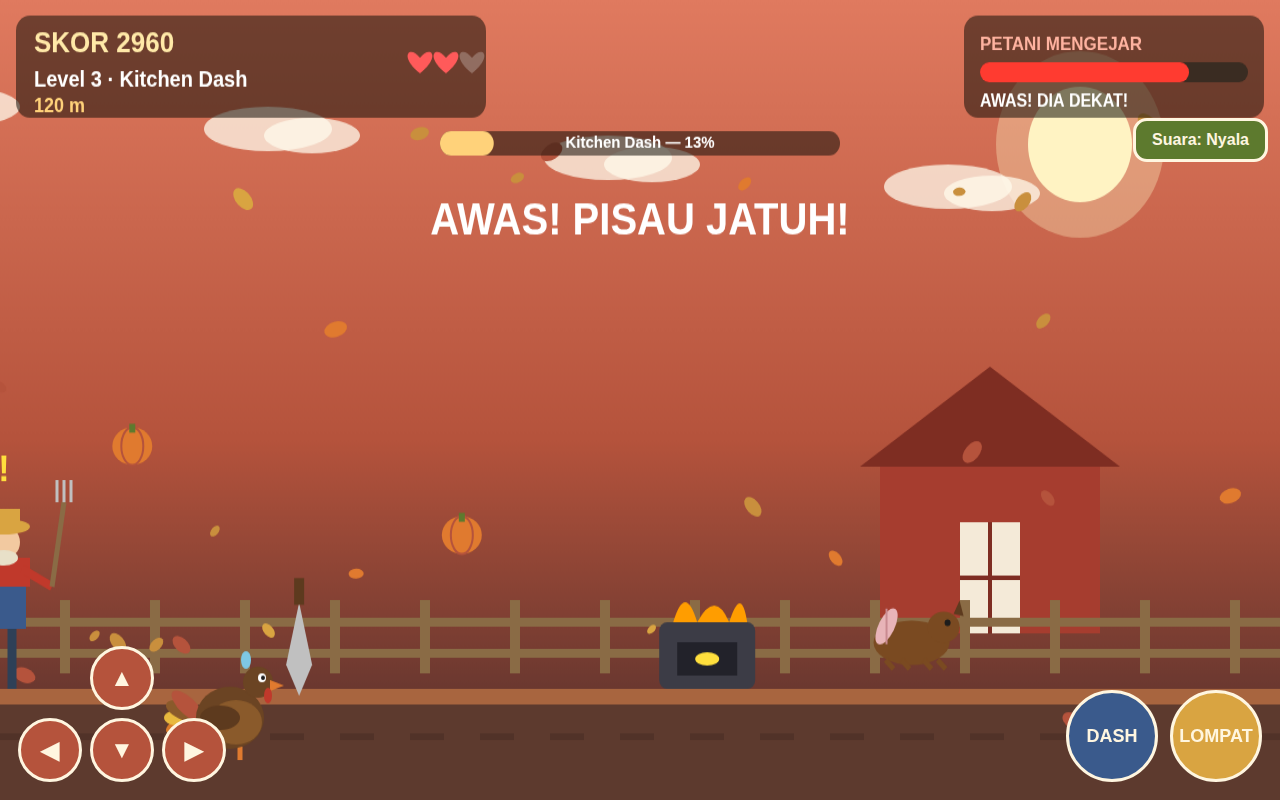 SKOR 2960
Level 3 · Kitchen Dash
120 m
PETANI MENGEJAR
AWAS! DIA DEKAT!
Suara: Nyala
Kitchen Dash — 13%
AWAS! PISAU JATUH!
!
▲
◀ ▼ ▶
DASH
LOMPAT